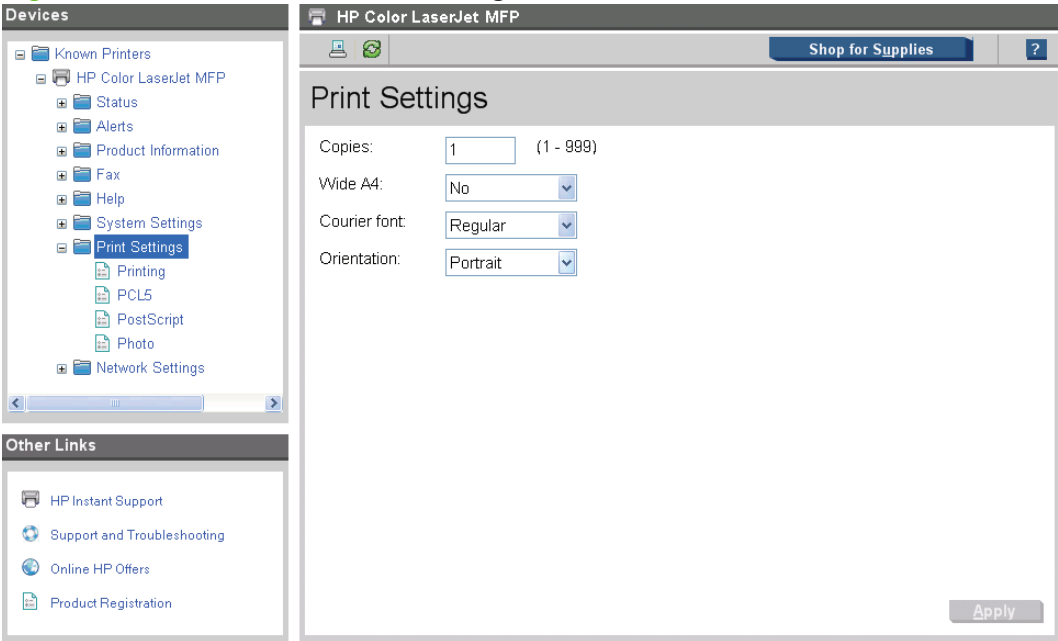 Devices
Known Printers
HP Color LaserJet MFP
Status
Alerts
Product Information
Fax
Help
System Settings
Print Settings
Printing
PCL5
PostScript
Photo
Network Settings
Other Links
HP Instant Support
Support and Troubleshooting
Online HP Offers
Product Registration
HP Color LaserJet MFP
Shop for Supplies
?
Print Settings
Copies: 1 (1 - 999)
Wide A4: No
Courier font: Regular
Orientation: Portrait
Apply